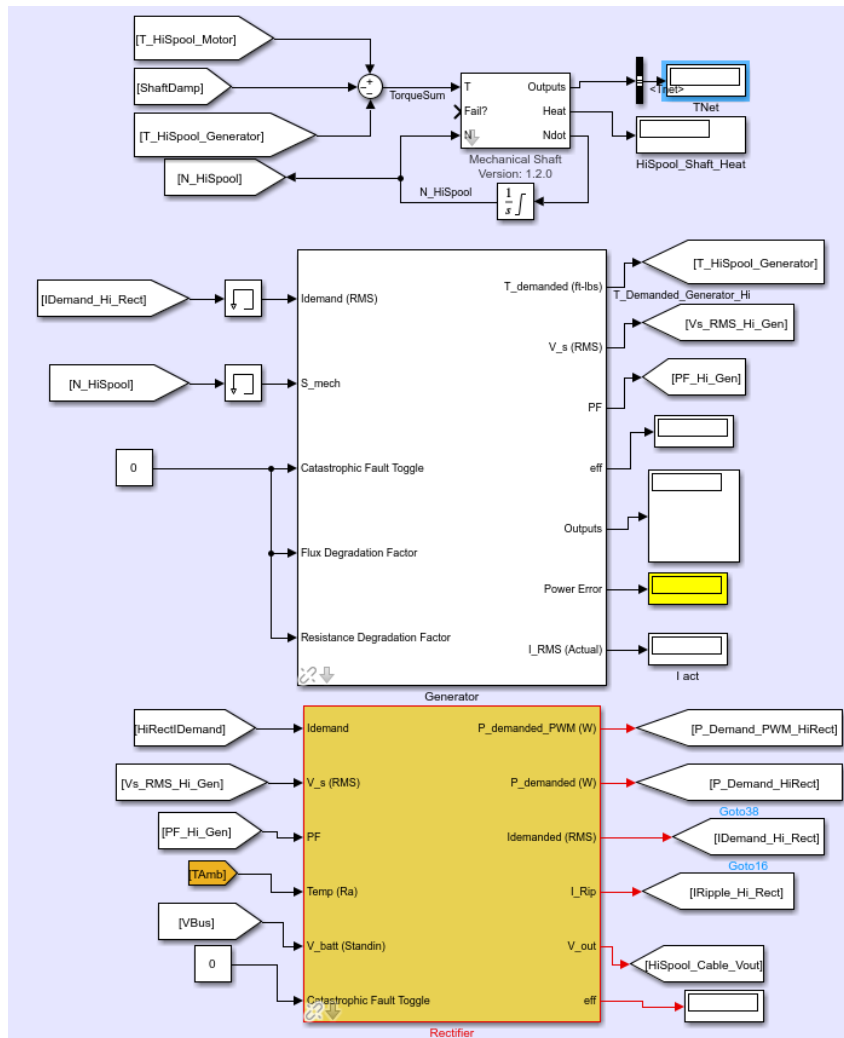 [T_HiSpool_Motor]
[ShaftDamp]
[T_HiSpool_Generator]
[N_HiSpool]
+
−
−
TorqueSum
T
Fail?
N
Outputs
Heat
Ndot
Mechanical Shaft
Version: 1.2.0
<Tnet>
TNet
HiSpool_Shaft_Heat
N_HiSpool
1
s
[IDemand_Hi_Rect]
[N_HiSpool]
0
Idemand (RMS)
S_mech
Catastrophic Fault Toggle
Flux Degradation Factor
Resistance Degradation Factor
T_demanded (ft-lbs)
V_s (RMS)
PF
eff
Outputs
Power Error
I_RMS (Actual)
Generator
[T_HiSpool_Generator]
T_Demanded_Generator_Hi
[Vs_RMS_Hi_Gen]
[PF_Hi_Gen]
I act
[HiRectIDemand]
[Vs_RMS_Hi_Gen]
[PF_Hi_Gen]
[TAmb]
[VBus]
0
Idemand
V_s (RMS)
PF
Temp (Ra)
V_batt (Standin)
Catastrophic Fault Toggle
P_demanded_PWM (W)
P_demanded (W)
Idemanded (RMS)
I_Rip
V_out
eff
Rectifier
[P_Demand_PWM_HiRect]
[P_Demand_HiRect]
Goto38
[IDemand_Hi_Rect]
Goto16
[IRipple_Hi_Rect]
[HiSpool_Cable_Vout]